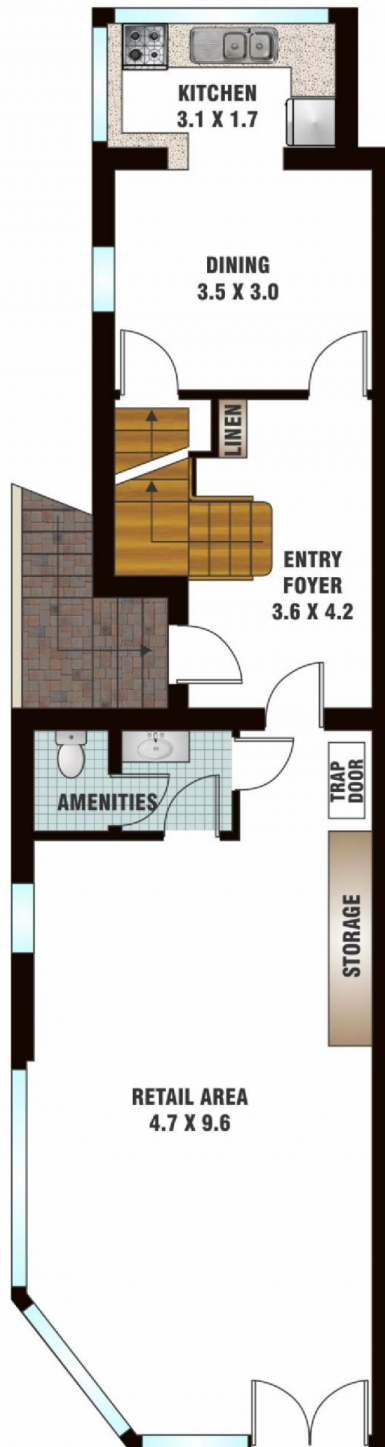 KITCHEN
3.1 X 1.7
DINING
3.5 X 3.0
LINEN
ENTRY
FOYER
3.6 X 4.2
AMENITIES
TRAP
DOOR
STORAGE
RETAIL AREA
4.7 X 9.6